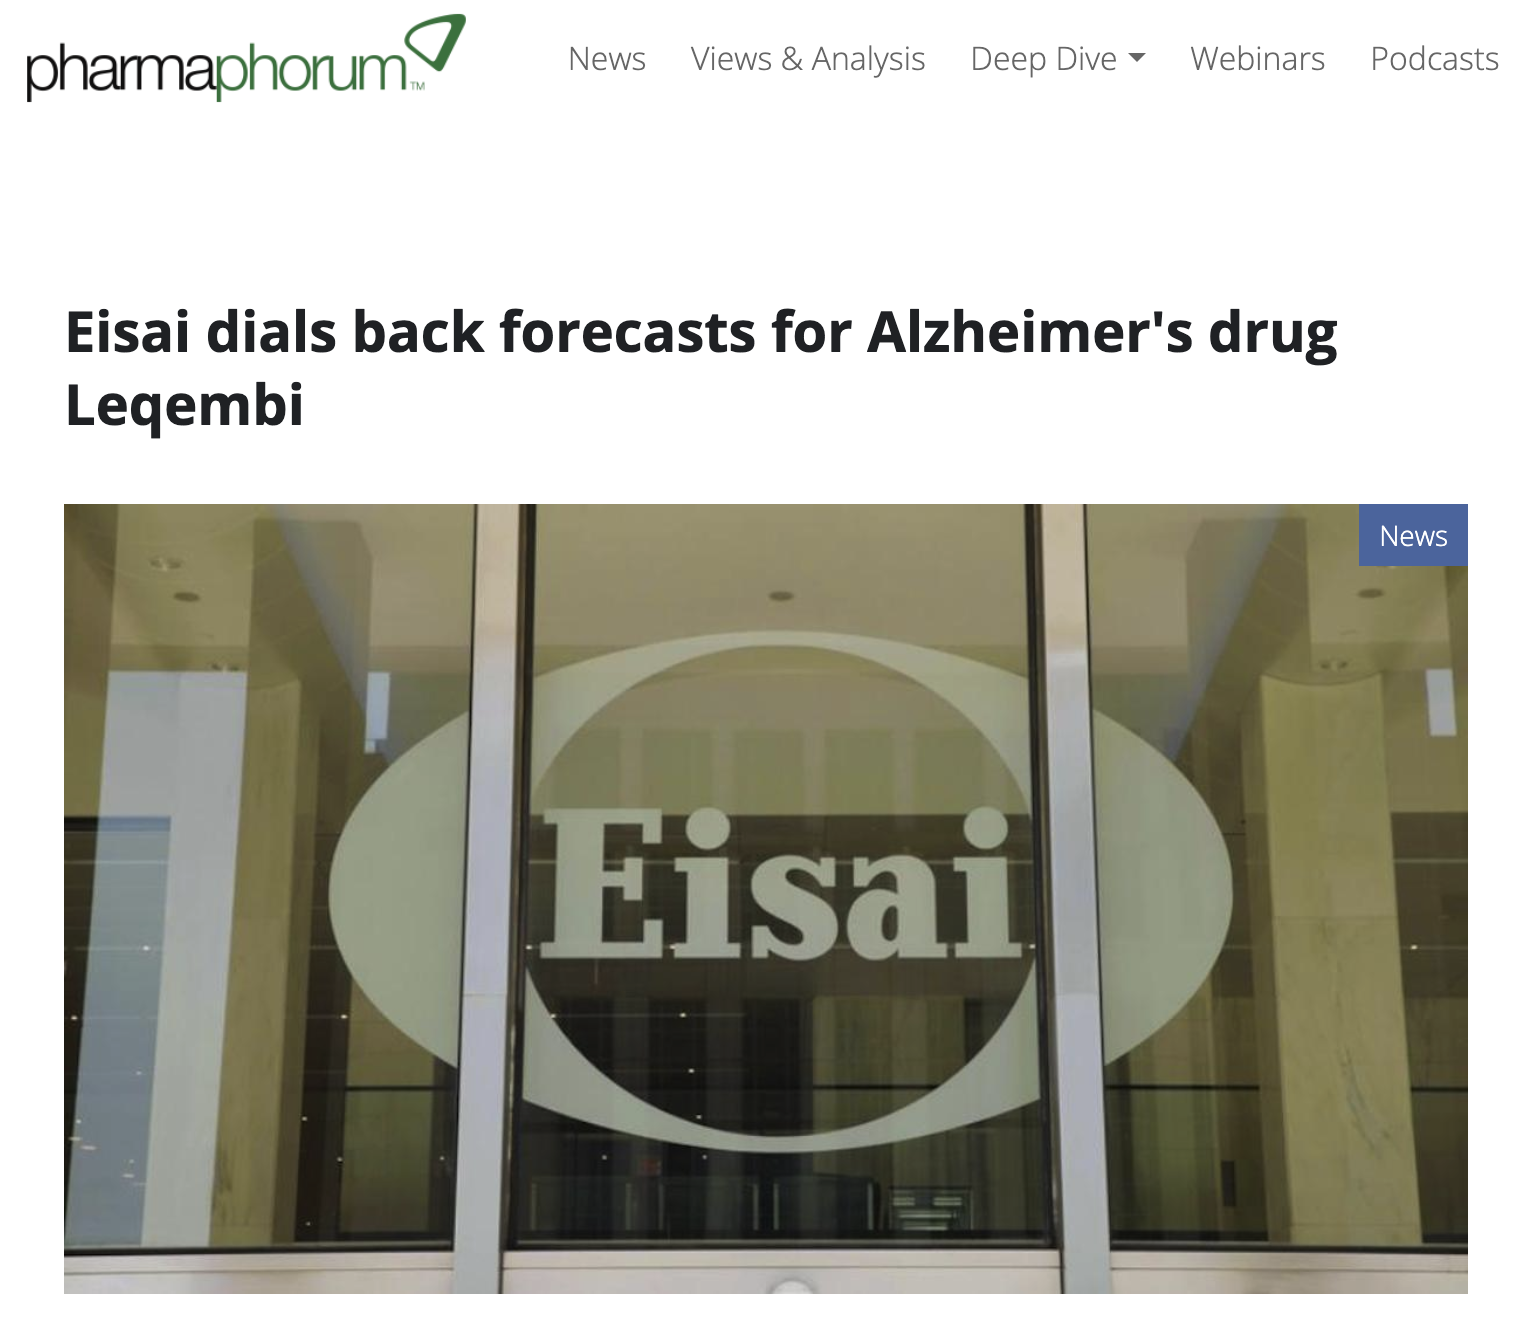 pharmaphorum™
News Views & Analysis Deep Dive Webinars Podcasts
Eisai dials back forecasts for Alzheimer's drug
Leqembi
News
Eisai